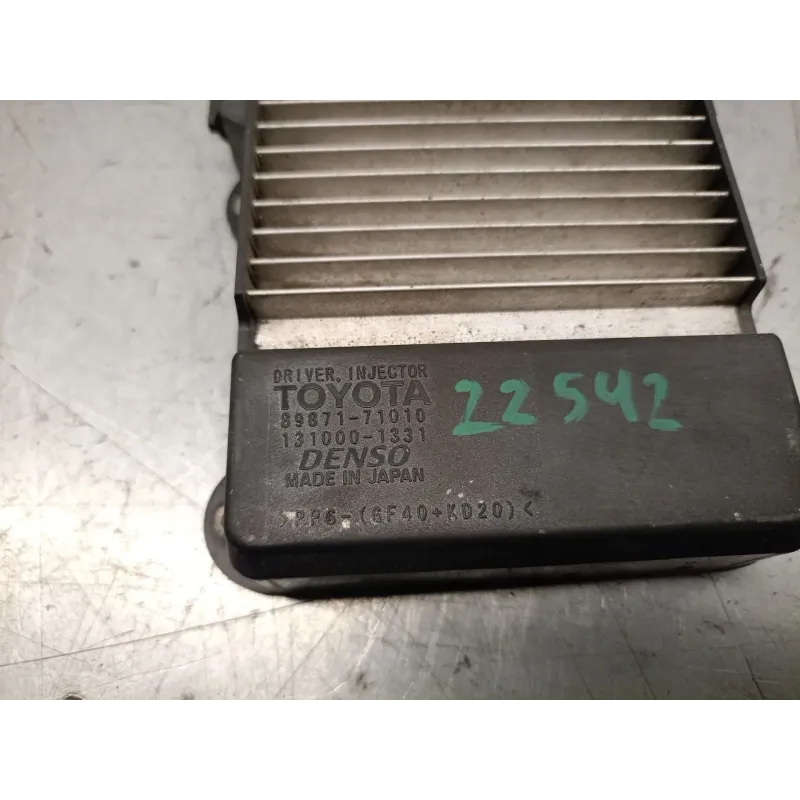 DRIVER, INJECTOR
TOYOTA
89871-71010
131000-1331
DENSO
MADE IN JAPAN
>PPS-(GF40+KD20)<
22542